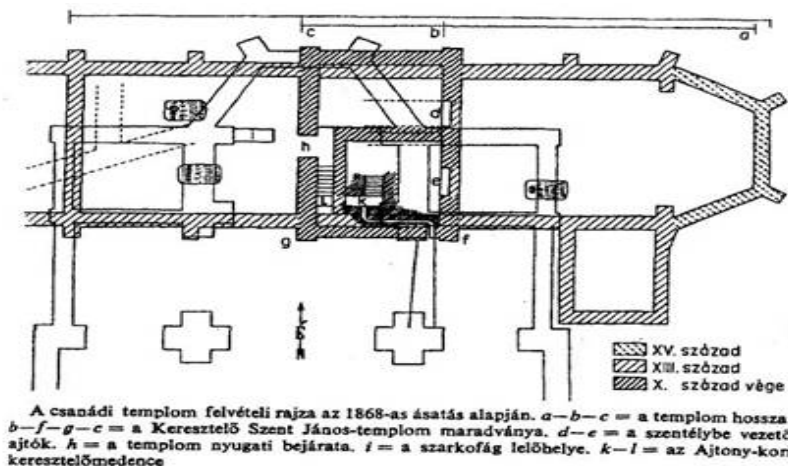 c b a
d
h
e
i k
g f
É
XV. század
XIII. század
X. század vége
A csanádi templom felvételi rajza az 1868-as ásatás alapján. a–b–c = a templom hossza
b–f–g–c = a Keresztelő Szent János-templom maradványa. d–e = a szentélybe vezető
ajtók. h = a templom nyugati bejárata. i = a szarkofág lelőhelye. k–l = az Ajtony-kori
keresztelőmedence